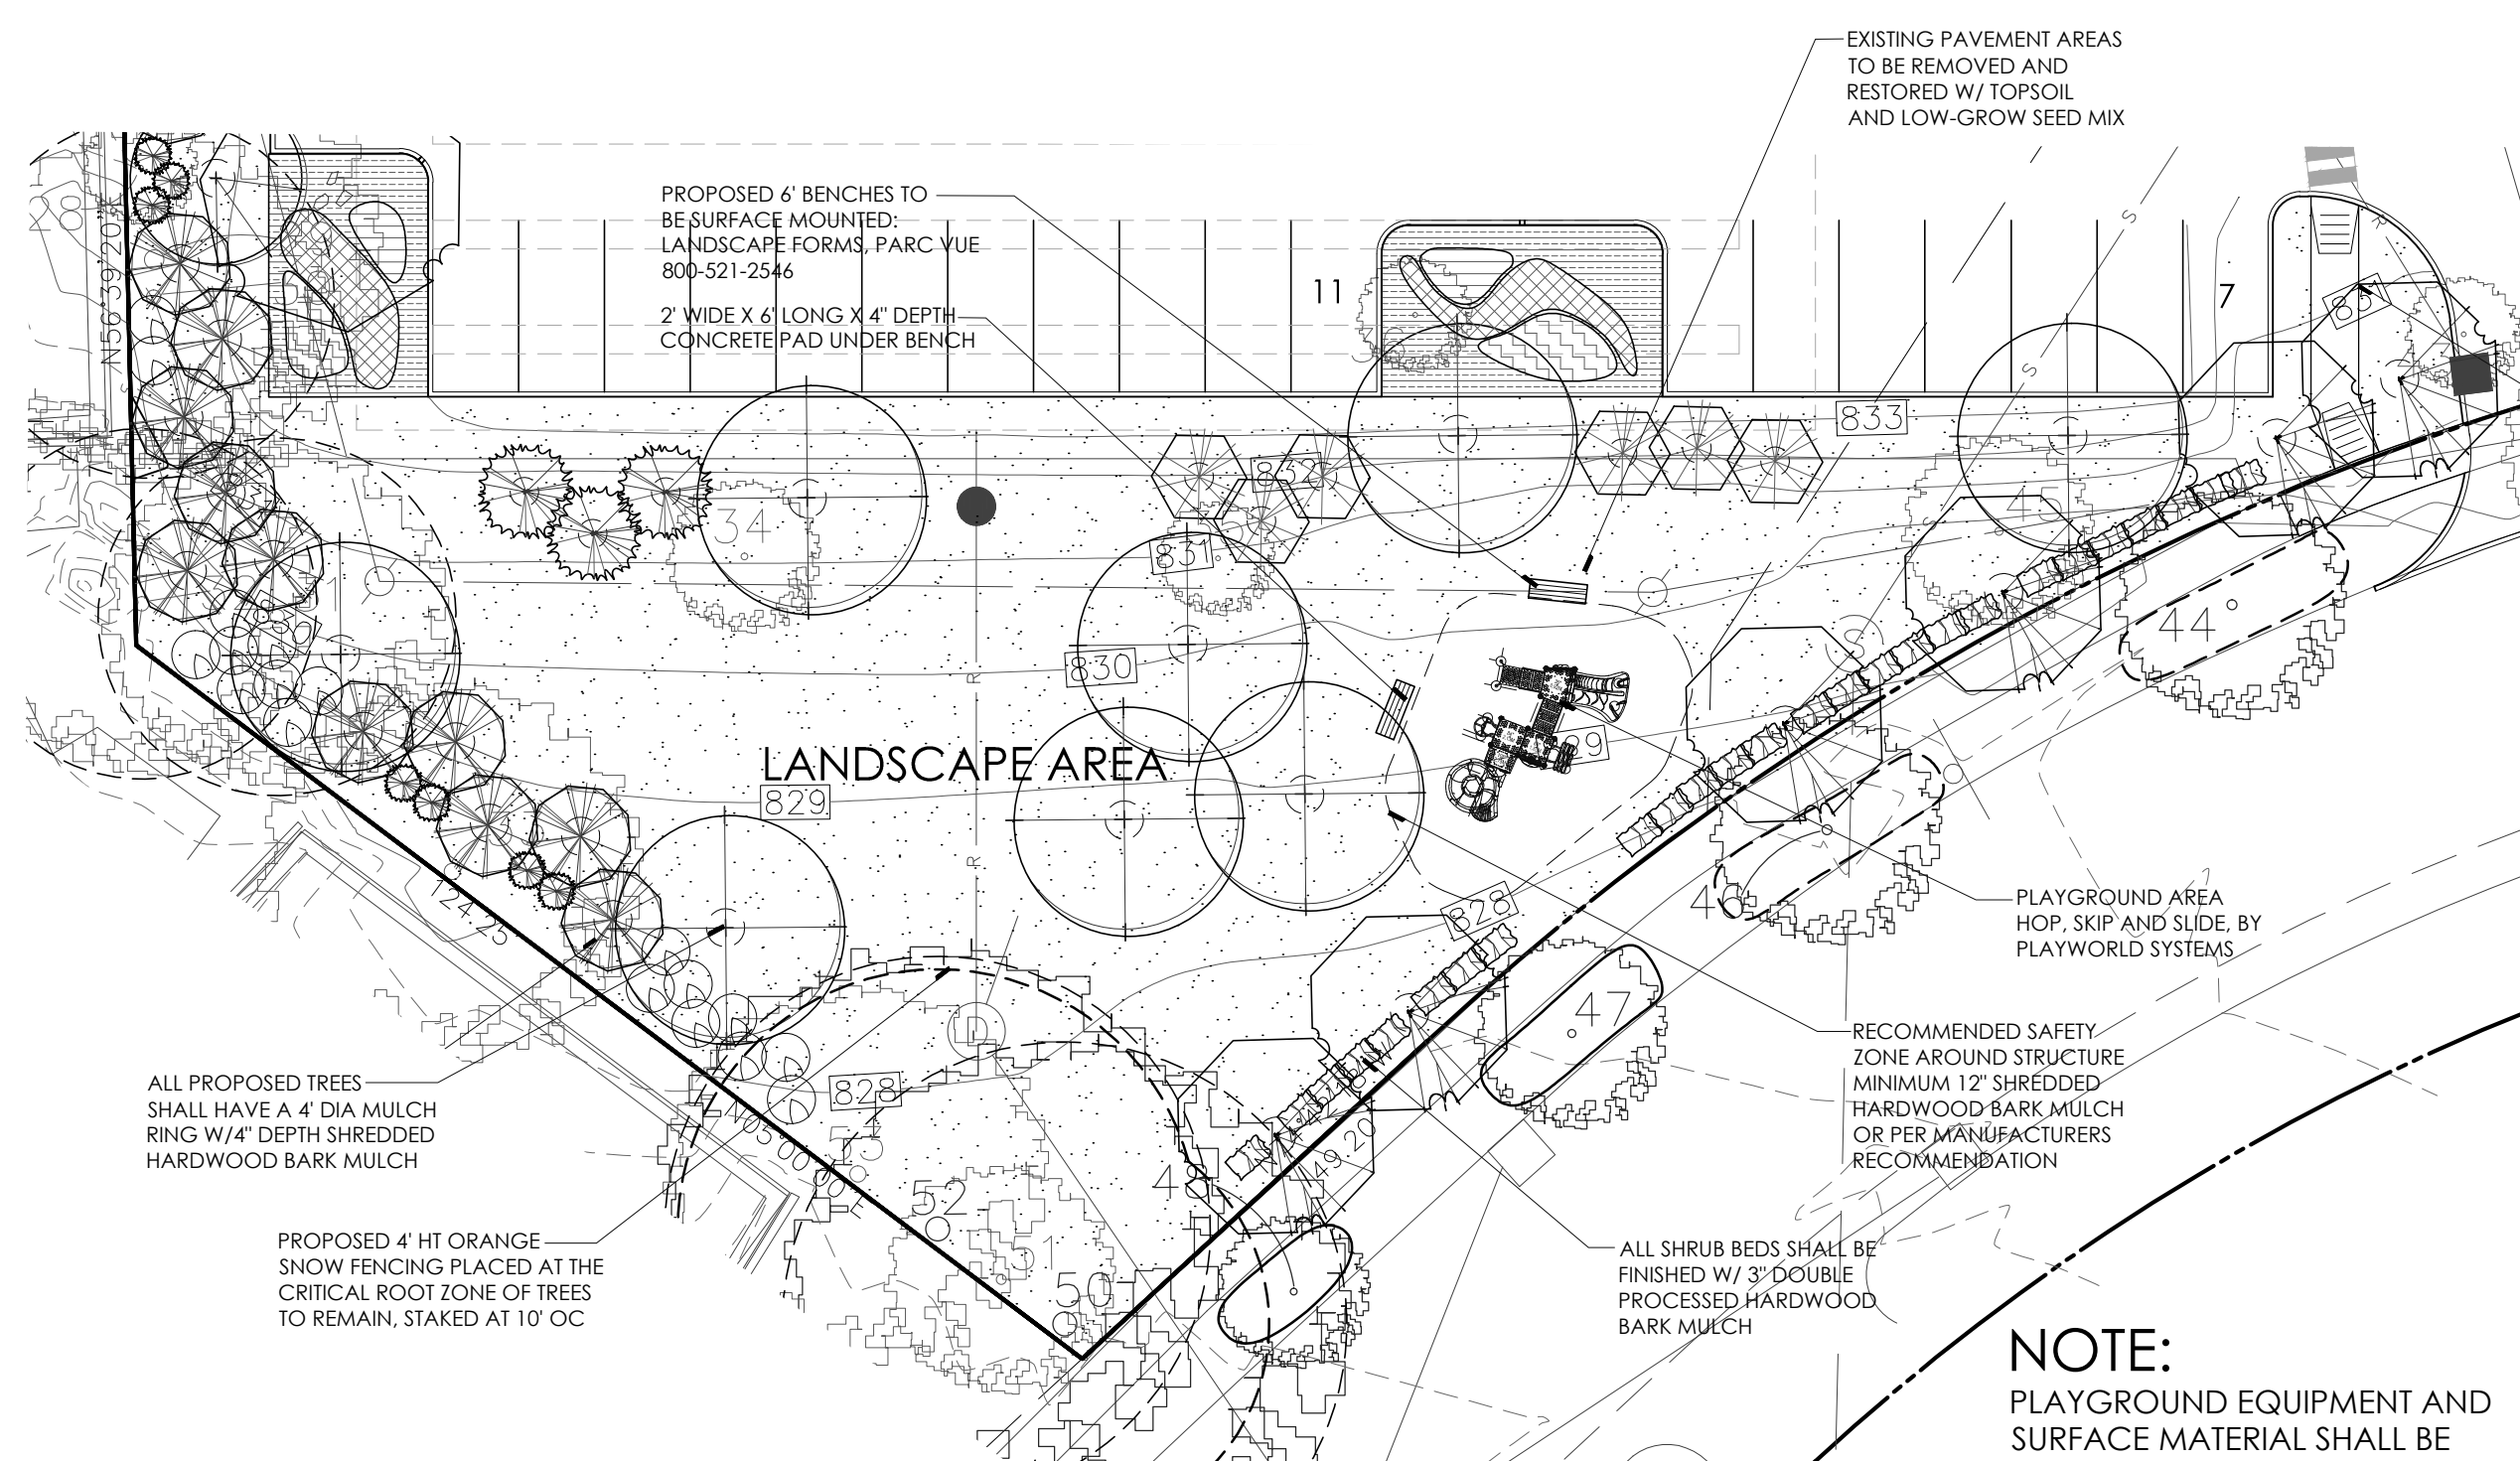 EXISTING PAVEMENT AREAS
TO BE REMOVED AND
RESTORED W/ TOPSOIL
AND LOW-GROW SEED MIX
PROPOSED 6' BENCHES TO
BE SURFACE MOUNTED:
LANDSCAPE FORMS, PARC VUE
800-521-2546
2' WIDE X 6' LONG X 4" DEPTH
CONCRETE PAD UNDER BENCH
11
7
S
S
R
28
831
833
832
34
45
831
830
44
830
R
LANDSCAPE AREA
829
R
828
46
47
PLAYGROUND AREA
HOP, SKIP AND SLIDE, BY
PLAYWORLD SYSTEMS
RECOMMENDED SAFETY
ZONE AROUND STRUCTURE
MINIMUM 12" SHREDDED
HARDWOOD BARK MULCH
OR PER MANUFACTURERS
RECOMMENDATION
D
ALL PROPOSED TREES
SHALL HAVE A 4' DIA MULCH
RING W/4" DEPTH SHREDDED
HARDWOOD BARK MULCH
828
53
52
51
50
48
PROPOSED 4' HT ORANGE
SNOW FENCING PLACED AT THE
CRITICAL ROOT ZONE OF TREES
TO REMAIN, STAKED AT 10' OC
ALL SHRUB BEDS SHALL BE
FINISHED W/ 3" DOUBLE
PROCESSED HARDWOOD
BARK MULCH
NOTE:
PLAYGROUND EQUIPMENT AND
SURFACE MATERIAL SHALL BE